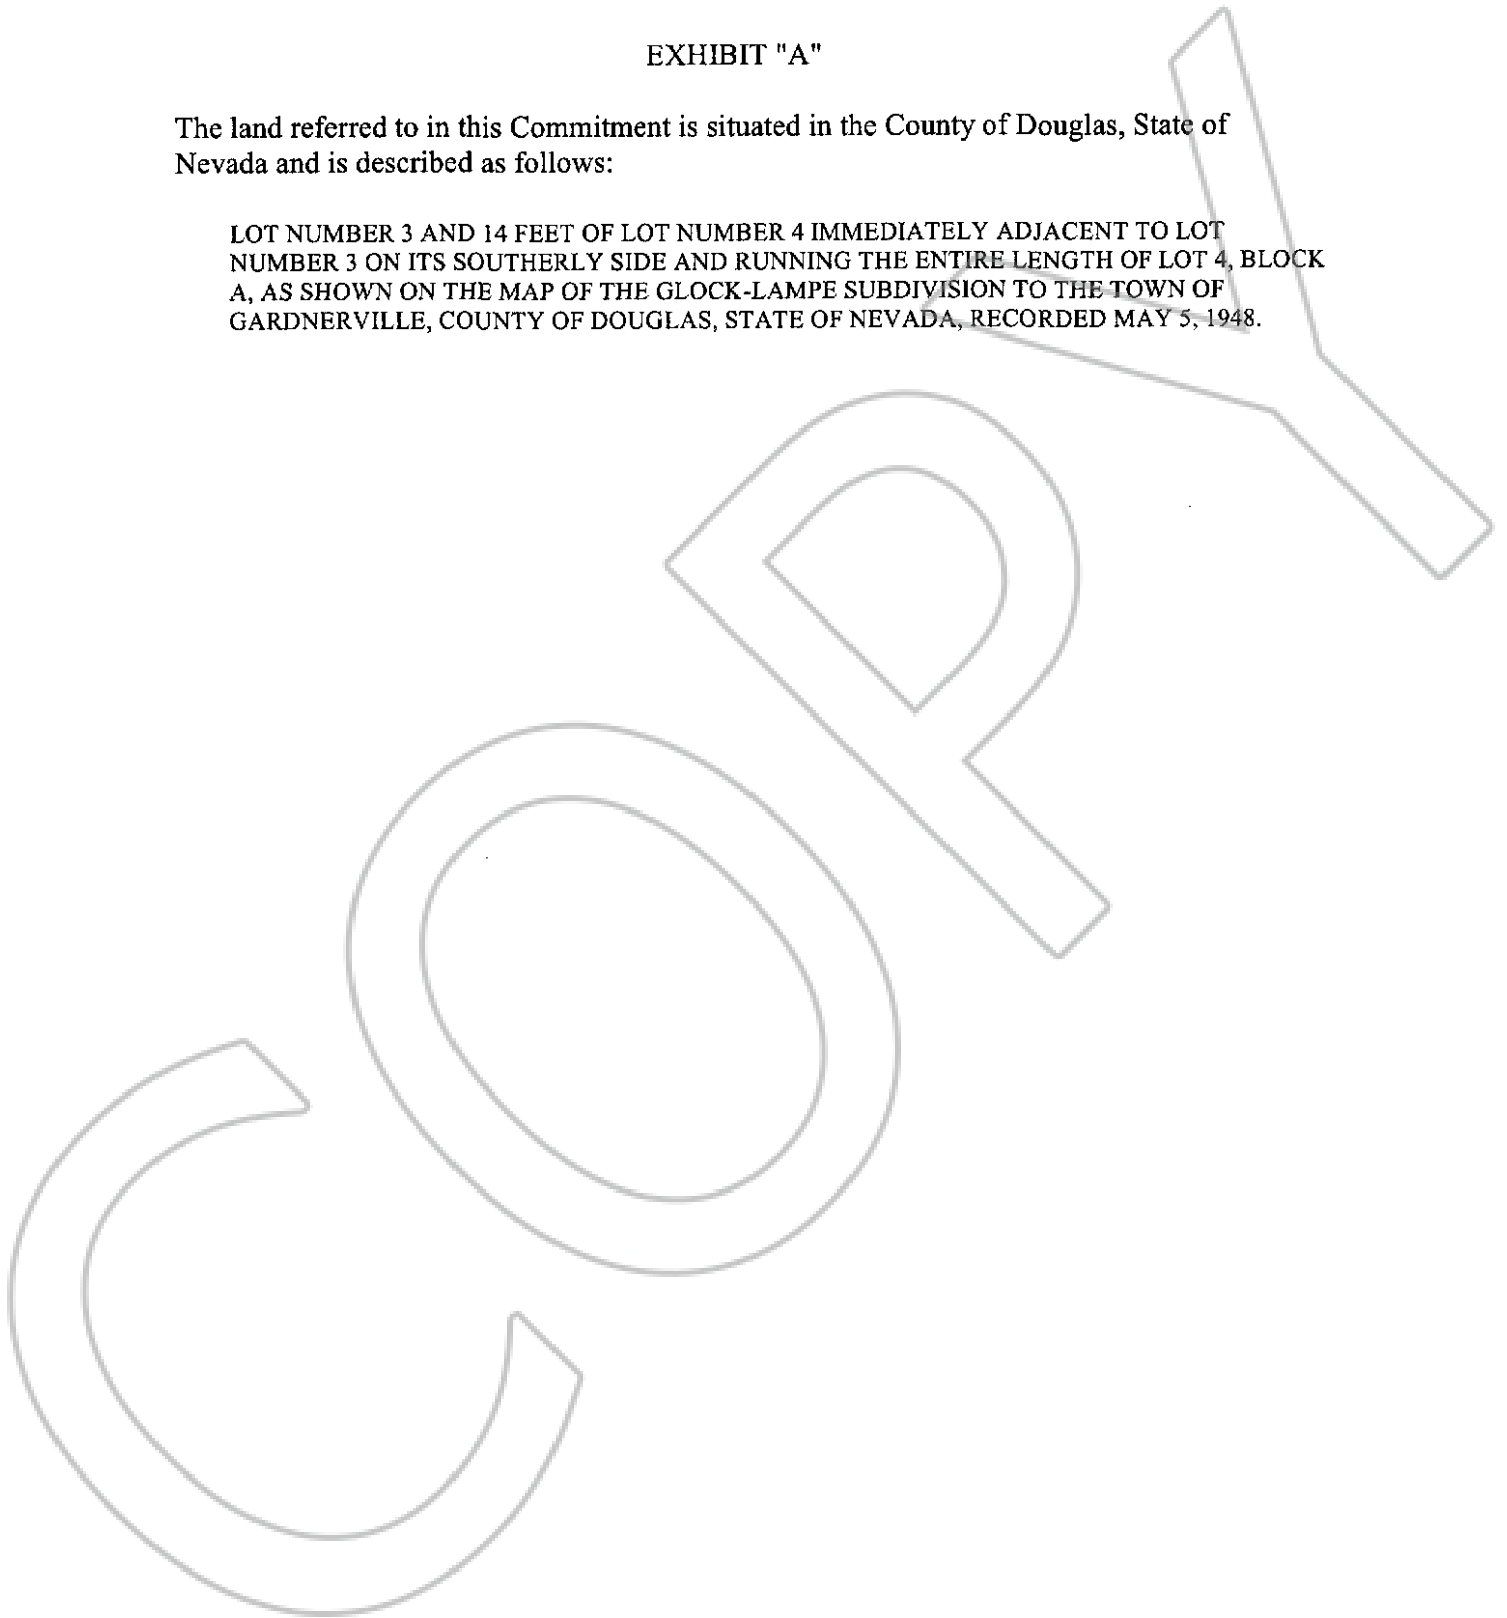 EXHIBIT "A"
The land referred to in this Commitment is situated in the County of Douglas, State of
Nevada and is described as follows:
LOT NUMBER 3 AND 14 FEET OF LOT NUMBER 4 IMMEDIATELY ADJACENT TO LOT
NUMBER 3 ON ITS SOUTHERLY SIDE AND RUNNING THE ENTIRE LENGTH OF LOT 4, BLOCK
A, AS SHOWN ON THE MAP OF THE GLOCK-LAMPE SUBDIVISION TO THE TOWN OF
GARDNERVILLE, COUNTY OF DOUGLAS, STATE OF NEVADA, RECORDED MAY 5, 1948.
COPY